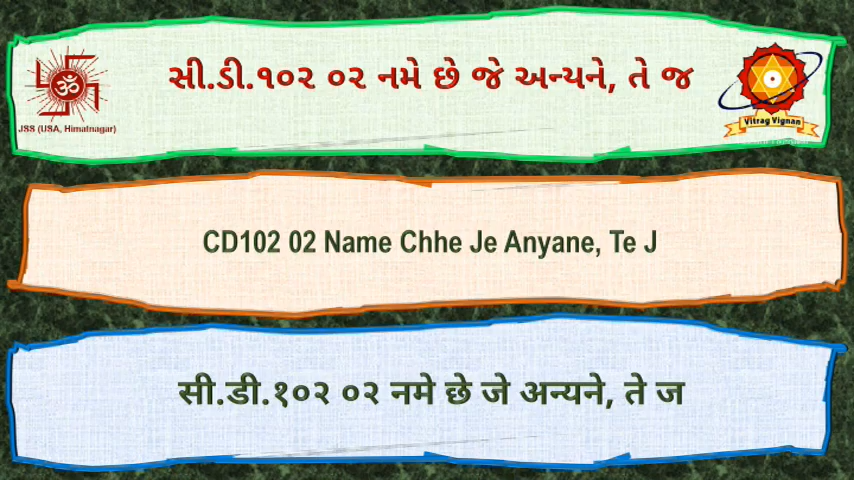 સી.ડી.૧૦૨ ૦૨ નમે છે જે અન્યને, તે જ
JSS (USA, Himatnagar)
Vitrag Vignan
CD102 02 Name Chhe Je Anyane, Te J
सी.डी.१०२ ०२ नमे छे जे अन्यने, ते ज